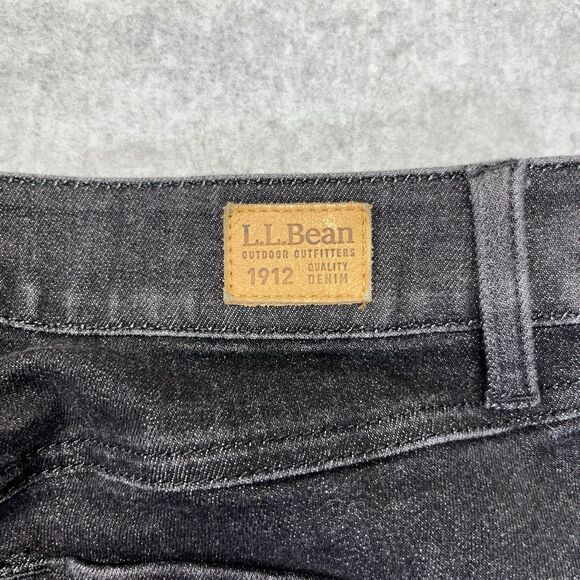 L.L.Bean
OUTDOOR OUTFITTERS
1912 QUALITY
DENIM